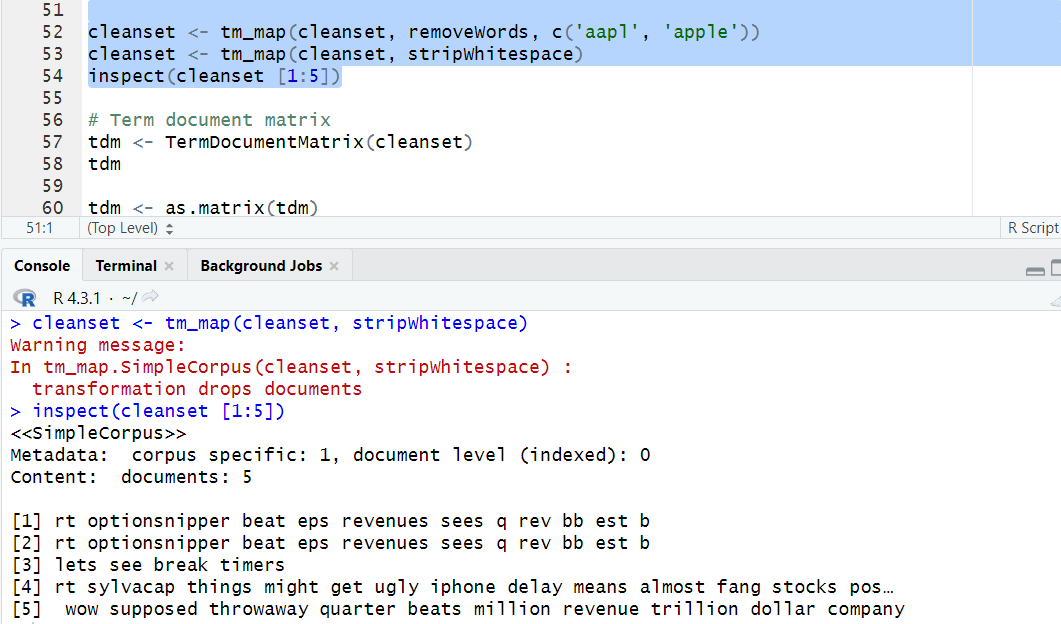 51
52 cleanset <- tm_map(cleanset, removeWords, c('aapl', 'apple'))
53 cleanset <- tm_map(cleanset, stripWhitespace)
54 inspect(cleanset [1:5])
55
56 # Term document matrix
57 tdm <- TermDocumentMatrix(cleanset)
58 tdm
59
60 tdm <- as.matrix(tdm)
51:1 (Top Level) R Script
Console Terminal Background Jobs
R R 4.3.1 · ~/
> cleanset <- tm_map(cleanset, stripWhitespace)
Warning message:
In tm_map.SimpleCorpus(cleanset, stripWhitespace) :
  transformation drops documents
> inspect(cleanset [1:5])
<<SimpleCorpus>>
Metadata:  corpus specific: 1, document level (indexed): 0
Content:  documents: 5
[1] rt optionsnipper beat eps revenues sees q rev bb est b
[2] rt optionsnipper beat eps revenues sees q rev bb est b
[3] lets see break timers
[4] rt sylvacap things might get ugly iphone delay means almost fang stocks pos…
[5]  wow supposed throwaway quarter beats million revenue trillion dollar company